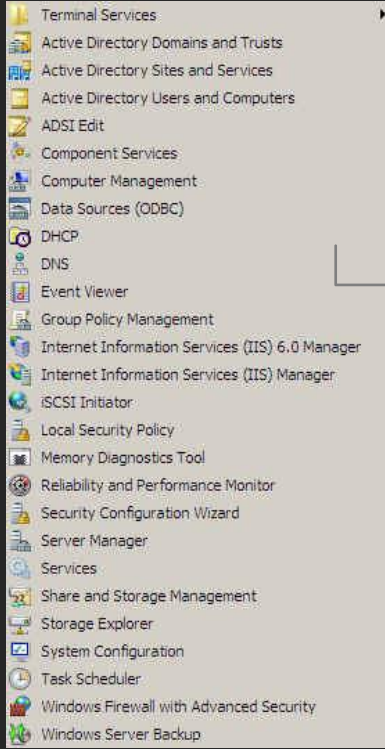 Terminal Services
Active Directory Domains and Trusts
Active Directory Sites and Services
Active Directory Users and Computers
ADSI Edit
Component Services
Computer Management
Data Sources (ODBC)
DHCP
DNS
Event Viewer
Group Policy Management
Internet Information Services (IIS) 6.0 Manager
Internet Information Services (IIS) Manager
iSCSI Initiator
Local Security Policy
Memory Diagnostics Tool
Reliability and Performance Monitor
Security Configuration Wizard
Server Manager
Services
Share and Storage Management
Storage Explorer
System Configuration
Task Scheduler
Windows Firewall with Advanced Security
Windows Server Backup